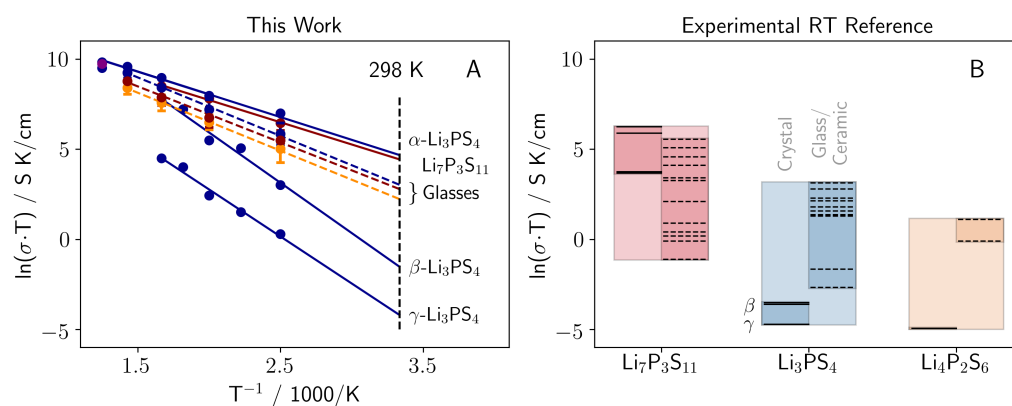 This Work
Experimental RT Reference
10
5
0
−5
ln(σ·T) / S K/cm
298 K
A
α-Li₃PS₄
Li₇P₃S₁₁
} Glasses
β-Li₃PS₄
γ-Li₃PS₄
1.5
2.5
3.5
T⁻¹ / 1000/K
10
5
0
−5
ln(σ·T) / S K/cm
B
Crystal
Glass/
Ceramic
β
γ
Li₇P₃S₁₁
Li₃PS₄
Li₄P₂S₆